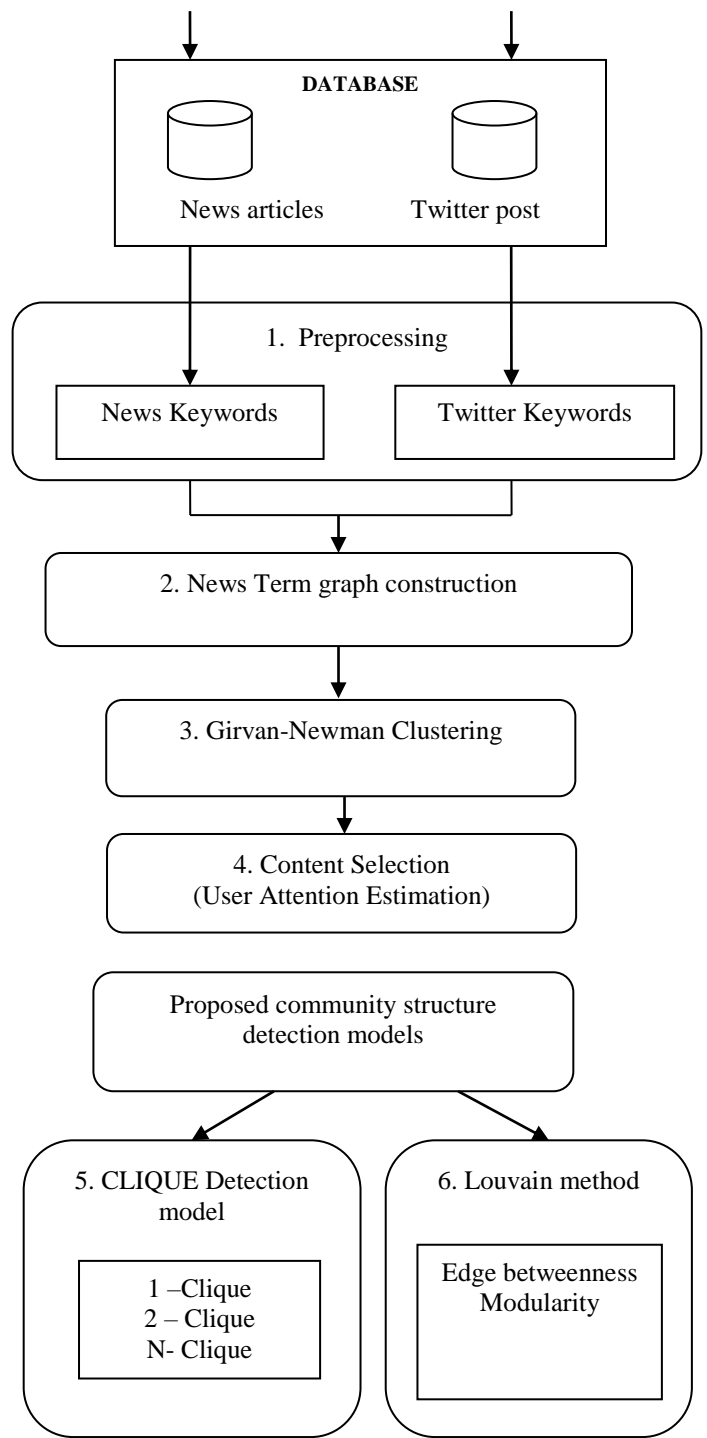 DATABASE
News articles
Twitter post
1. Preprocessing
News Keywords
Twitter Keywords
2. News Term graph construction
3. Girvan-Newman Clustering
4. Content Selection
(User Attention Estimation)
Proposed community structure
detection models
5. CLIQUE Detection
model
1 –Clique
2 – Clique
N- Clique
6. Louvain method
Edge betweenness
Modularity